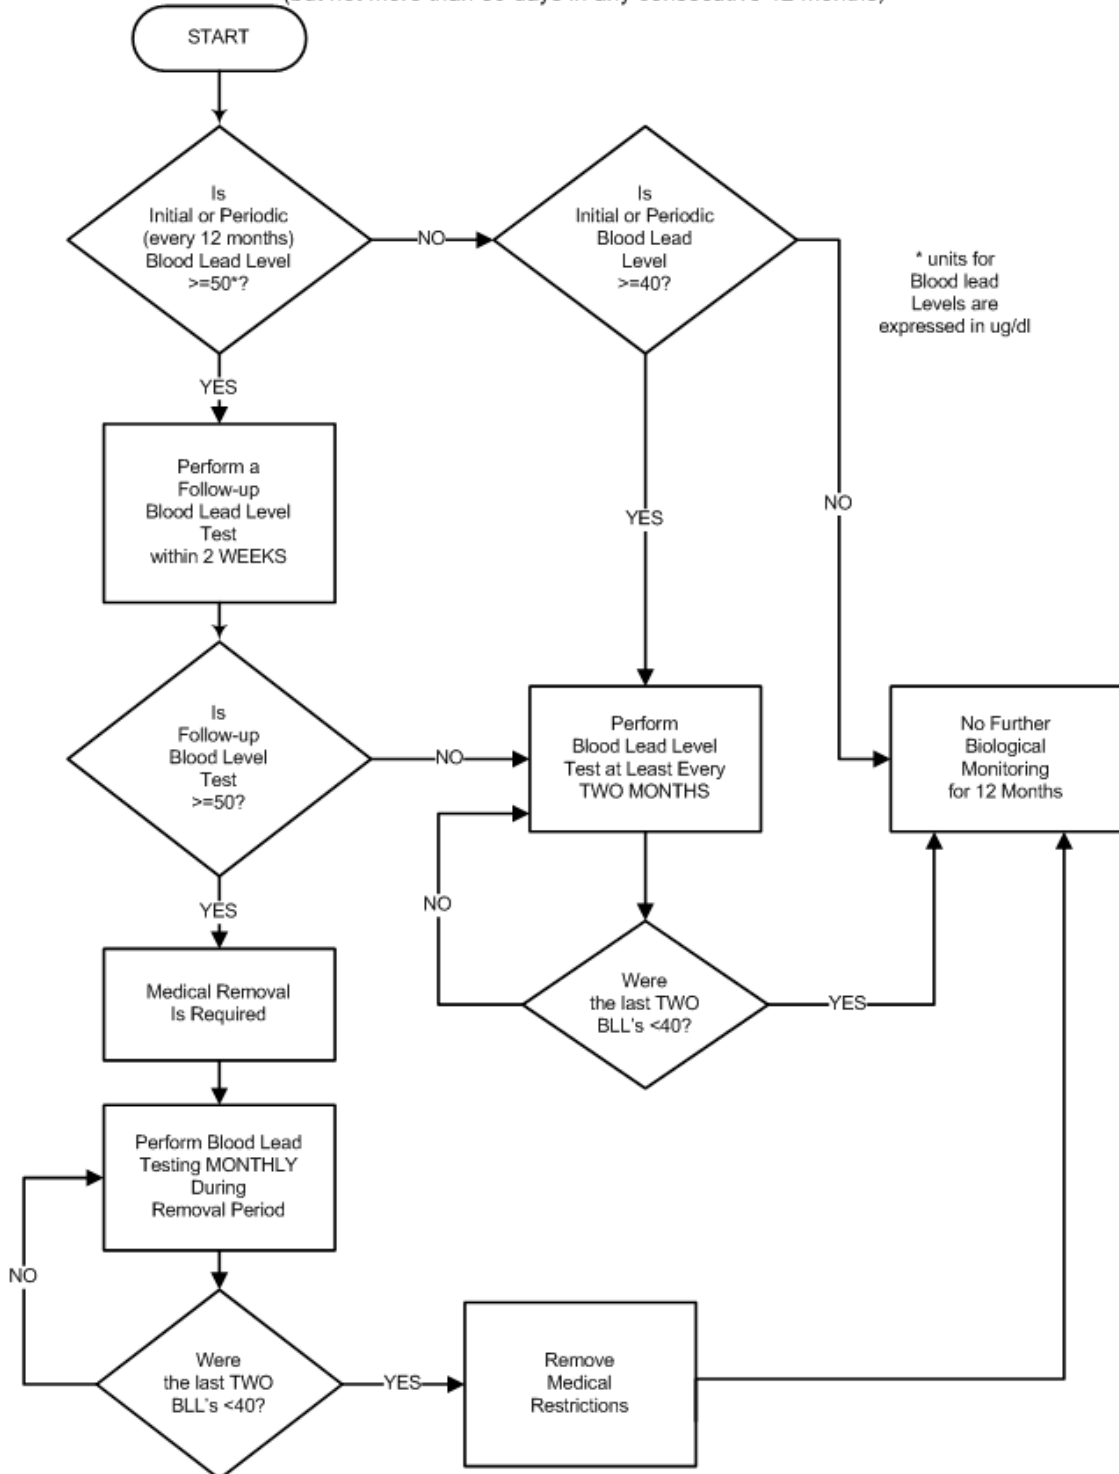 START
Is
Initial or Periodic
(every 12 months)
Blood Lead Level
>=50*?
NO
Is
Initial or Periodic
Blood Lead
Level
>=40?
* units for
Blood lead
Levels are
expressed in ug/dl
YES
Perform a
Follow-up
Blood Lead Level
Test
within 2 WEEKS
YES
NO
Is
Follow-up
Blood Level
Test
>=50?
NO
Perform
Blood Lead Level
Test at Least Every
TWO MONTHS
No Further
Biological
Monitoring
for 12 Months
YES
NO
Medical Removal
Is Required
Were
the last TWO
BLL's <40?
YES
Perform Blood Lead
Testing MONTHLY
During
Removal Period
NO
Were
the last TWO
BLL's <40?
YES
Remove
Medical
Restrictions